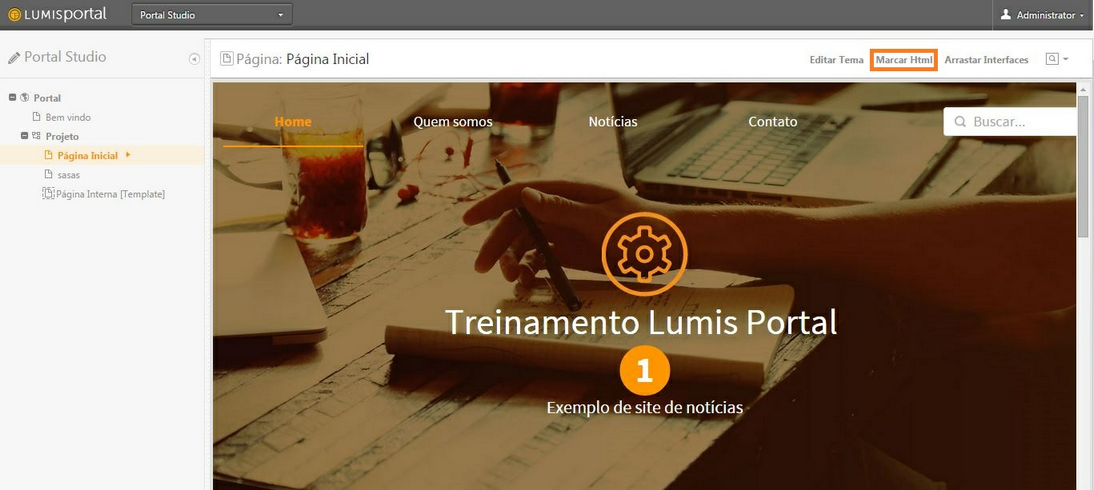 LUMISportal
Portal Studio
Administrator
Portal Studio
Página: Página Inicial
Editar Tema
Marcar Html
Arrastar Interfaces
Portal
Bem vindo
Projeto
Página Inicial
sasas
Página Interna [Template]
Home
Quem somos
Notícias
Contato
Buscar...
Treinamento Lumis Portal
1
Exemplo de site de notícias